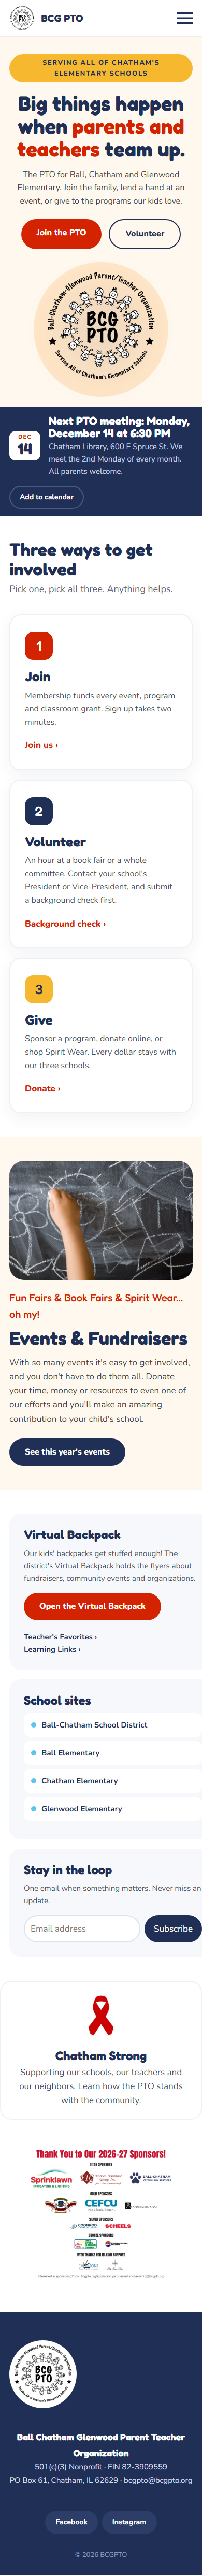 BCG PTO
SERVING ALL OF CHATHAM'S
ELEMENTARY SCHOOLS
Big things happen
when parents and
teachers team up.
The PTO for Ball, Chatham and Glenwood
Elementary. Join the family, lend a hand at an
event, or give to the programs our kids love.
Join the PTO
Volunteer
Ball-Chatham-Glenwood Parent/Teacher Organization
BCG
PTO
Serving All of Chatham's Elementary Schools
DEC
14
Next PTO meeting: Monday,
December 14 at 6:30 PM
Chatham Library, 600 E Spruce St. We
meet the 2nd Monday of every month.
All parents welcome.
Add to calendar
Three ways to get
involved
Pick one, pick all three. Anything helps.
1
Join
Membership funds every event, program
and classroom grant. Sign up takes two
minutes.
Join us ›
2
Volunteer
An hour at a book fair or a whole
committee. Contact your school's
President or Vice-President, and submit
a background check first.
Background check ›
3
Give
Sponsor a program, donate online, or
shop Spirit Wear. Every dollar stays with
our three schools.
Donate ›
Fun Fairs & Book Fairs & Spirit Wear...
oh my!
Events & Fundraisers
With so many events it's easy to get involved,
and you don't have to do them all. Donate
your time, money or resources to even one of
our efforts and you'll make an amazing
contribution to your child's school.
See this year's events
Virtual Backpack
Our kids' backpacks get stuffed enough! The
district's Virtual Backpack holds the flyers about
fundraisers, community events and organizations.
Open the Virtual Backpack
Teacher's Favorites ›
Learning Links ›
School sites
Ball-Chatham School District
Ball Elementary
Chatham Elementary
Glenwood Elementary
Stay in the loop
One email when something matters. Never miss an
update.
Email address
Subscribe
Chatham Strong
Supporting our schools, our teachers and
our neighbors. Learn how the PTO stands
with the community.
Thank You to Our 2026-27 Sponsors!
Sprinklawn
BALL-CHATHAM
CEFCU
SCHEELS
BCG
PTO
Ball Chatham Glenwood Parent Teacher
Organization
501(c)(3) Nonprofit · EIN 82-3909559
PO Box 61, Chatham, IL 62629 · bcgpto@bcgpto.org
Facebook
Instagram
© 2026 BCGPTO